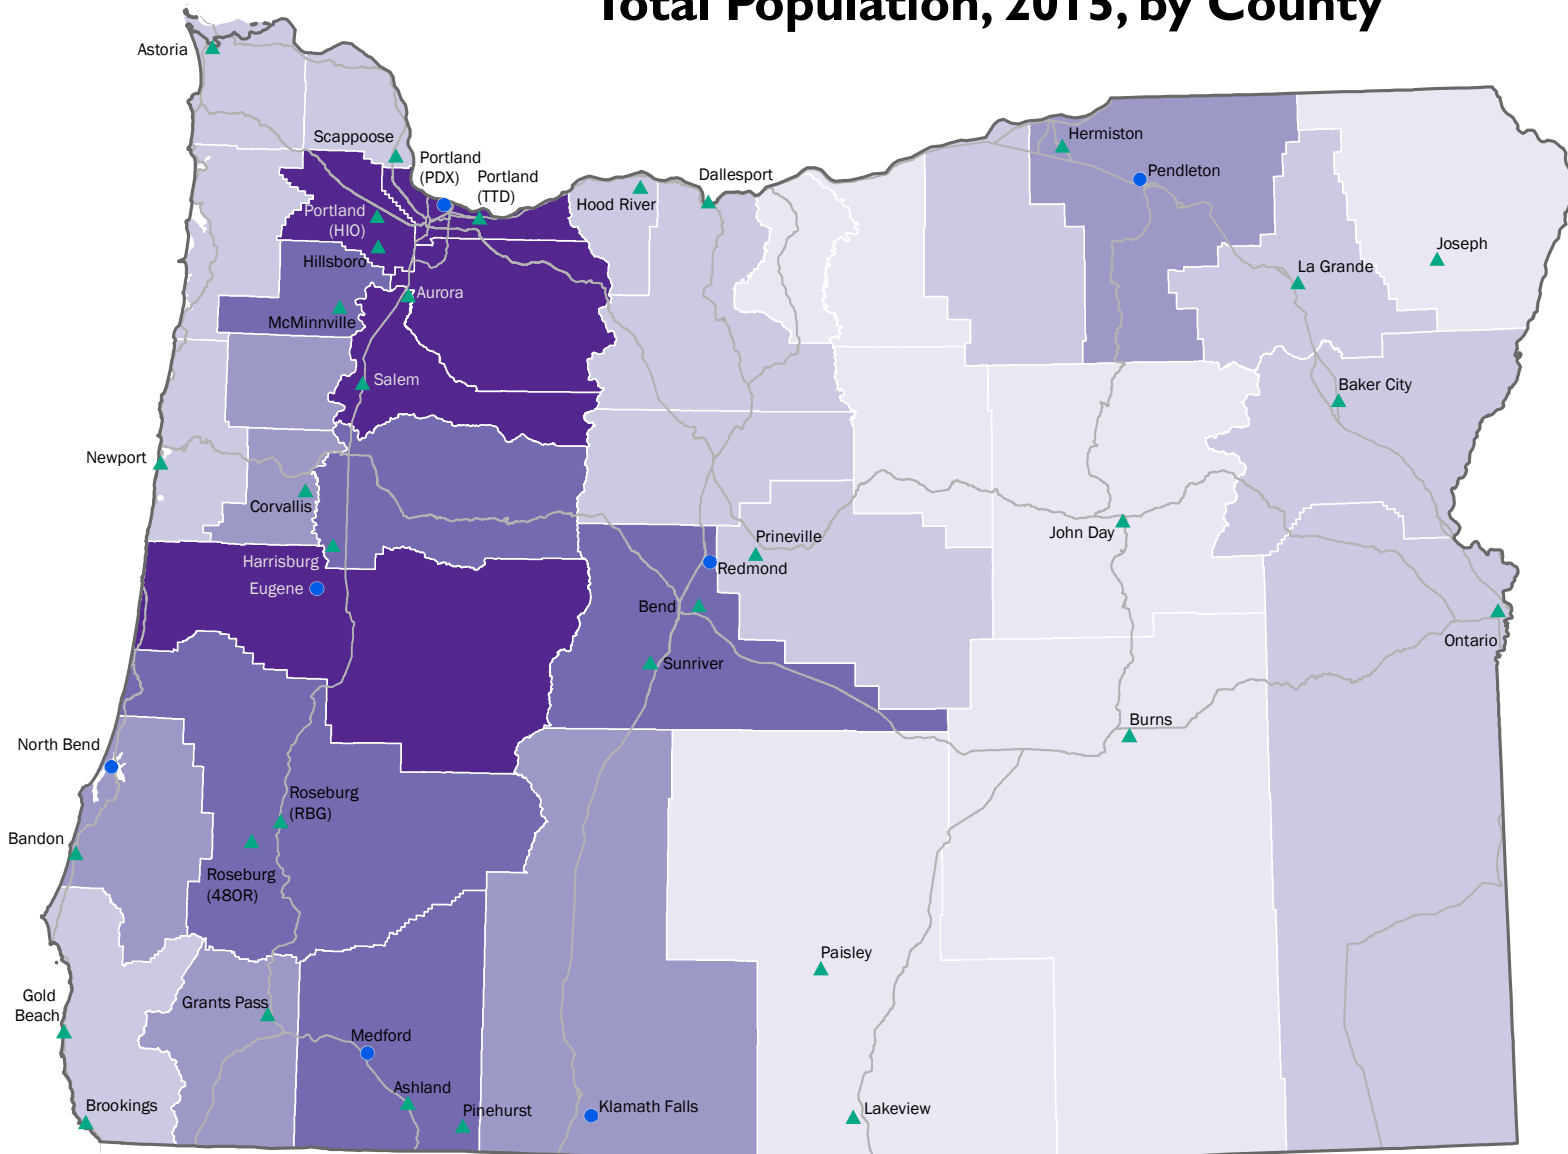 Total Population, 2015, by County
Astoria
Scappoose
Portland
(PDX)
Portland
(TTD)
Hood River
Dallesport
Hermiston
Pendleton
Portland
(HIO)
Hillsboro
Aurora
McMinnville
Joseph
La Grande
Salem
Baker City
Newport
Corvallis
Harrisburg
Eugene
Prineville
Redmond
Bend
Sunriver
John Day
Ontario
Burns
North Bend
Bandon
Roseburg
(RBG)
Roseburg
(48OR)
Paisley
Gold
Beach
Grants Pass
Medford
Ashland
Pinehurst
Brookings
Klamath Falls
Lakeview